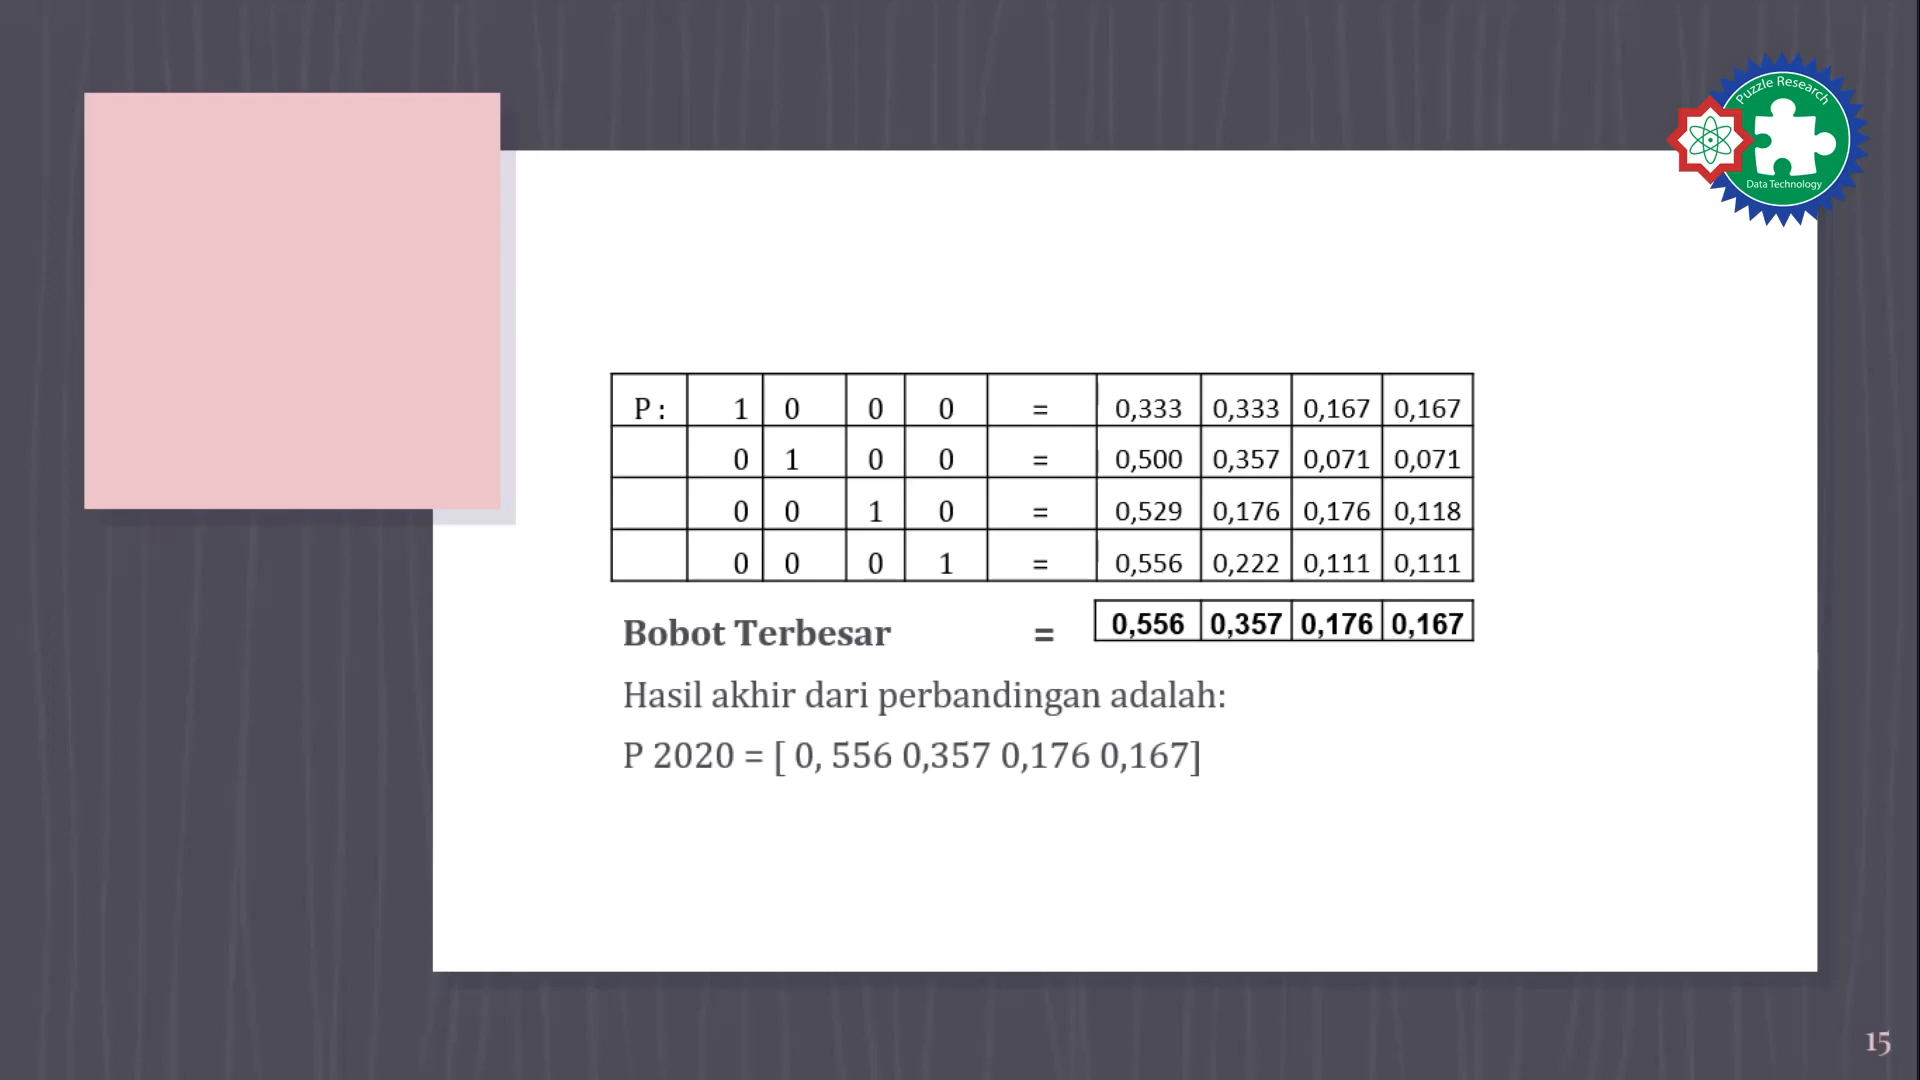 Puzzle Research
Data Technology
P : 1 0 0 0 = 0,333 0,333 0,167 0,167
0 1 0 0 = 0,500 0,357 0,071 0,071
0 0 1 0 = 0,529 0,176 0,176 0,118
0 0 0 1 = 0,556 0,222 0,111 0,111
Bobot Terbesar = 0,556 0,357 0,176 0,167
Hasil akhir dari perbandingan adalah:
P 2020 = [ 0, 556 0,357 0,176 0,167]
15